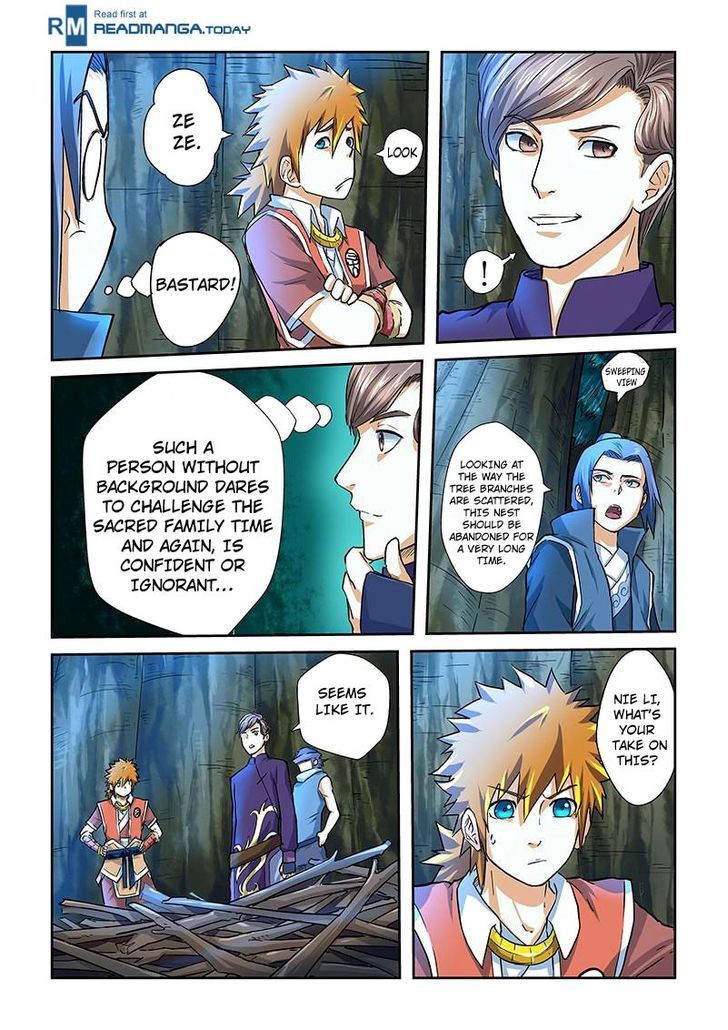 Read first at
RM READMANGA.TODAY
ZE
ZE.
LOOK
BASTARD!
!
SUCH A
PERSON WITHOUT
BACKGROUND DARES
TO CHALLENGE THE
SACRED FAMILY TIME
AND AGAIN, IS
CONFIDENT OR
IGNORANT...
SWEEPING
VIEW
LOOKING AT
THE WAY THE
TREE BRANCHES
ARE SCATTERED,
THIS NEST
SHOULD BE
ABANDONED FOR
A VERY LONG
TIME.
SEEMS
LIKE IT.
NIE LI,
WHAT'S
YOUR
TAKE ON
THIS?